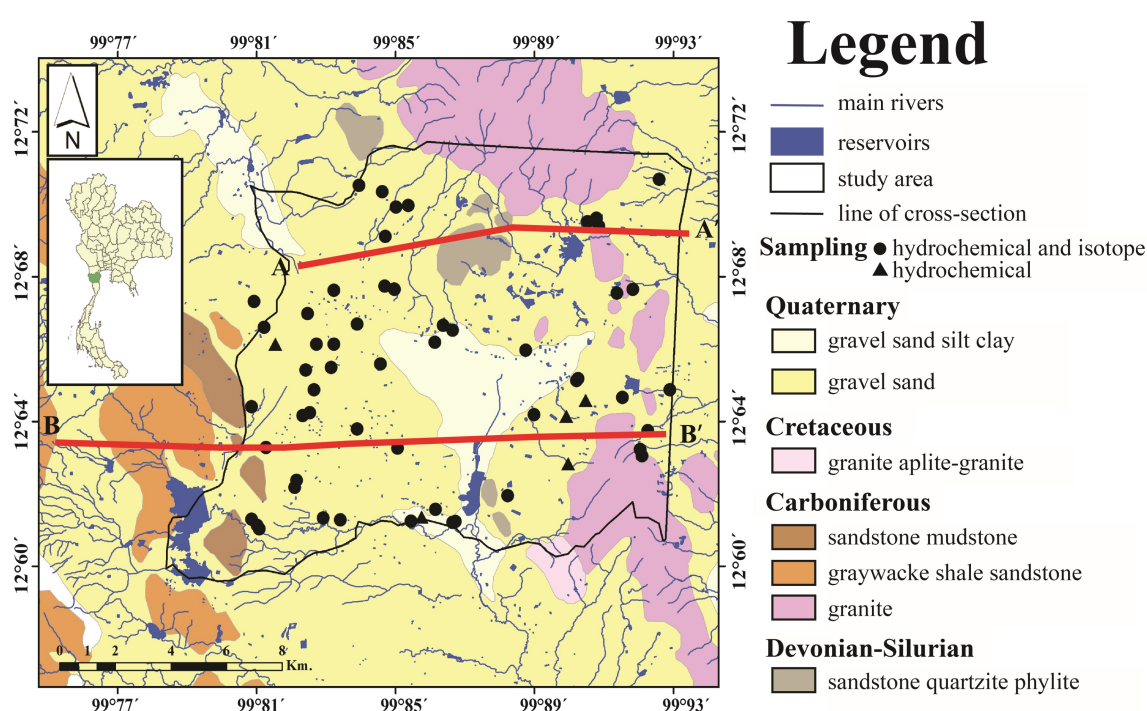 Legend
99°77′ 99°81′ 99°85′ 99°89′ 99°93′
12°72′ 12°72′
N
12°68′ 12°68′
12°64′ 12°64′
12°60′ 12°60′
A A′
B B′
0 1 2 4 6 8
Km.
99°77′ 99°81′ 99°85′ 99°89′ 99°93′
main rivers
reservoirs
study area
line of cross-section
Sampling hydrochemical and isotope
hydrochemical
Quaternary
gravel sand silt clay
gravel sand
Cretaceous
granite aplite-granite
Carboniferous
sandstone mudstone
graywacke shale sandstone
granite
Devonian-Silurian
sandstone quartzite phylite